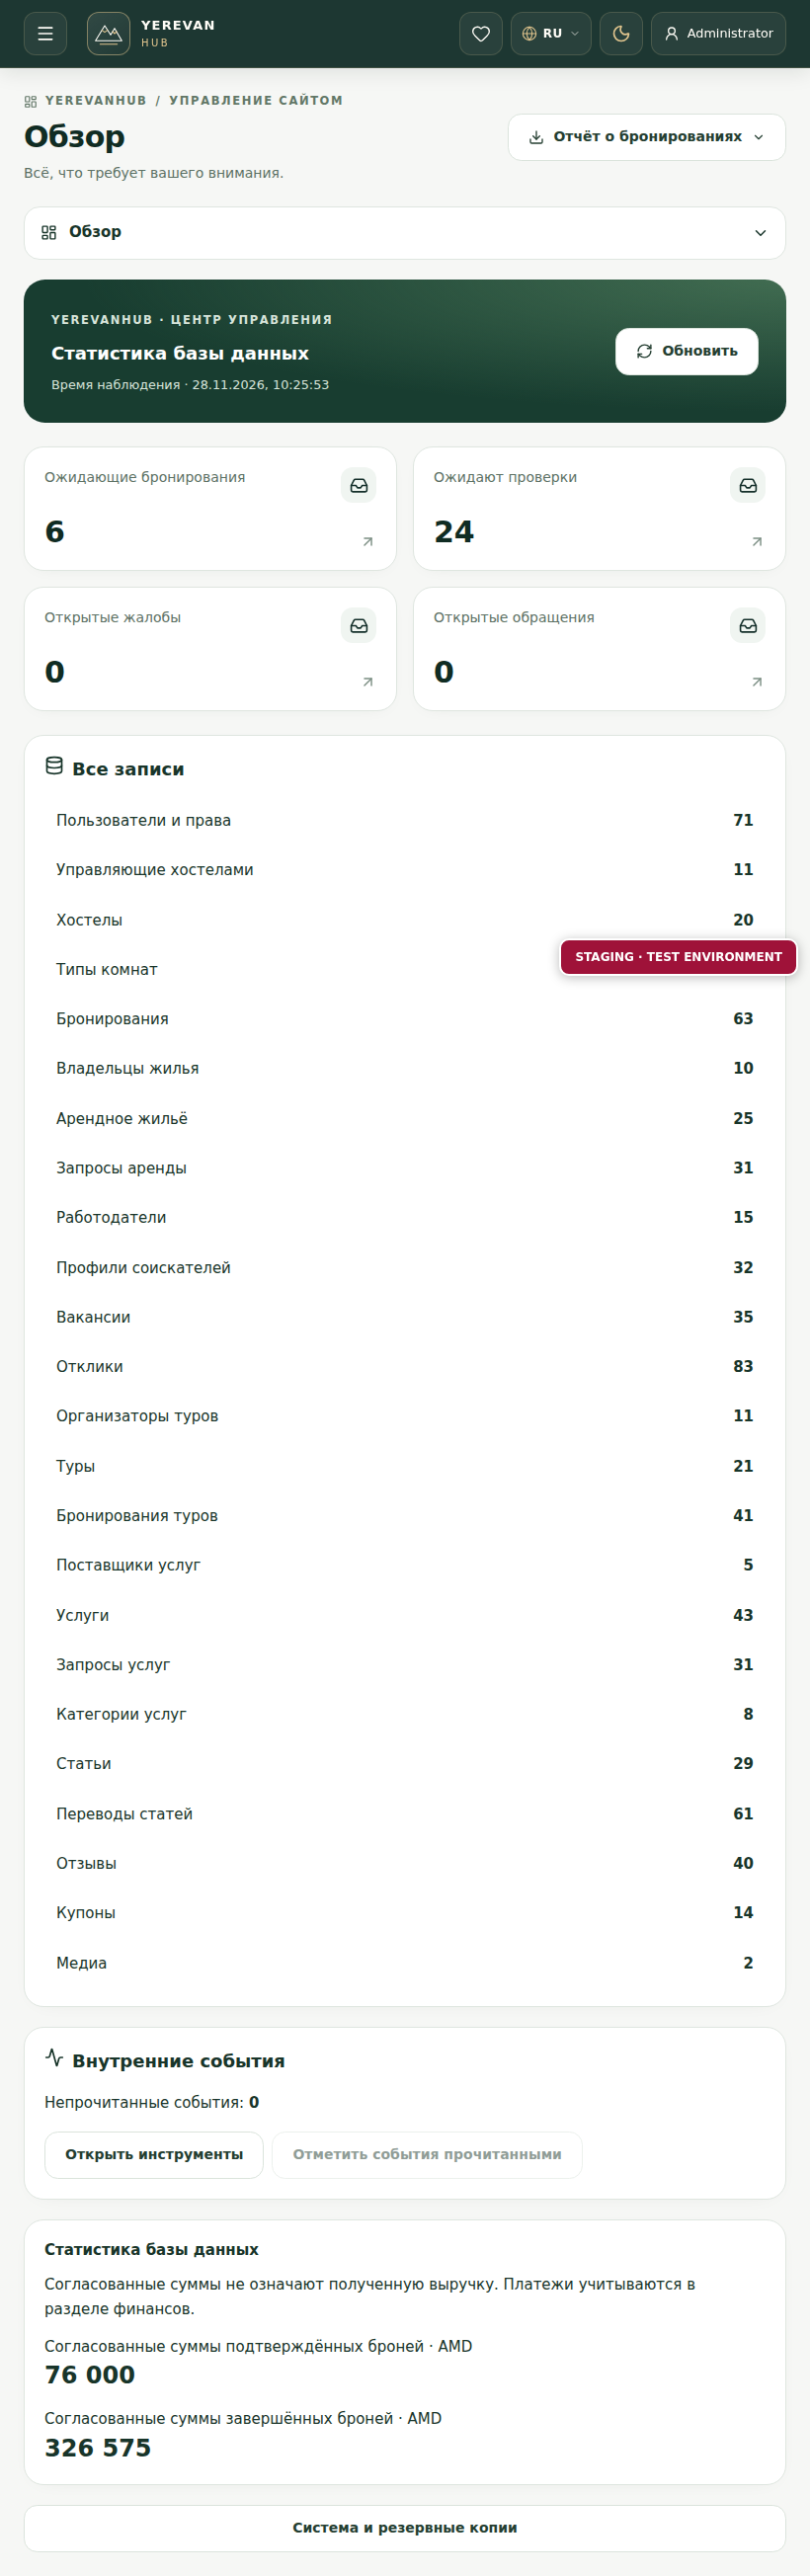 YEREVAN
HUB
RU
Administrator
YEREVANHUB / УПРАВЛЕНИЕ САЙТОМ
Обзор
Всё, что требует вашего внимания.
Отчёт о бронированиях
Обзор
YEREVANHUB · ЦЕНТР УПРАВЛЕНИЯ
Статистика базы данных
Время наблюдения · 28.11.2026, 10:25:53
Обновить
Ожидающие бронирования
6
Ожидают проверки
24
Открытые жалобы
0
Открытые обращения
0
Все записи
Пользователи и права 71
Управляющие хостелами 11
Хостелы 20
STAGING · TEST ENVIRONMENT
Типы комнат
Бронирования 63
Владельцы жилья 10
Арендное жильё 25
Запросы аренды 31
Работодатели 15
Профили соискателей 32
Вакансии 35
Отклики 83
Организаторы туров 11
Туры 21
Бронирования туров 41
Поставщики услуг 5
Услуги 43
Запросы услуг 31
Категории услуг 8
Статьи 29
Переводы статей 61
Отзывы 40
Купоны 14
Медиа 2
Внутренние события
Непрочитанные события: 0
Открыть инструменты
Отметить события прочитанными
Статистика базы данных
Согласованные суммы не означают полученную выручку. Платежи учитываются в
разделе финансов.
Согласованные суммы подтверждённых броней · AMD
76 000
Согласованные суммы завершённых броней · AMD
326 575
Система и резервные копии